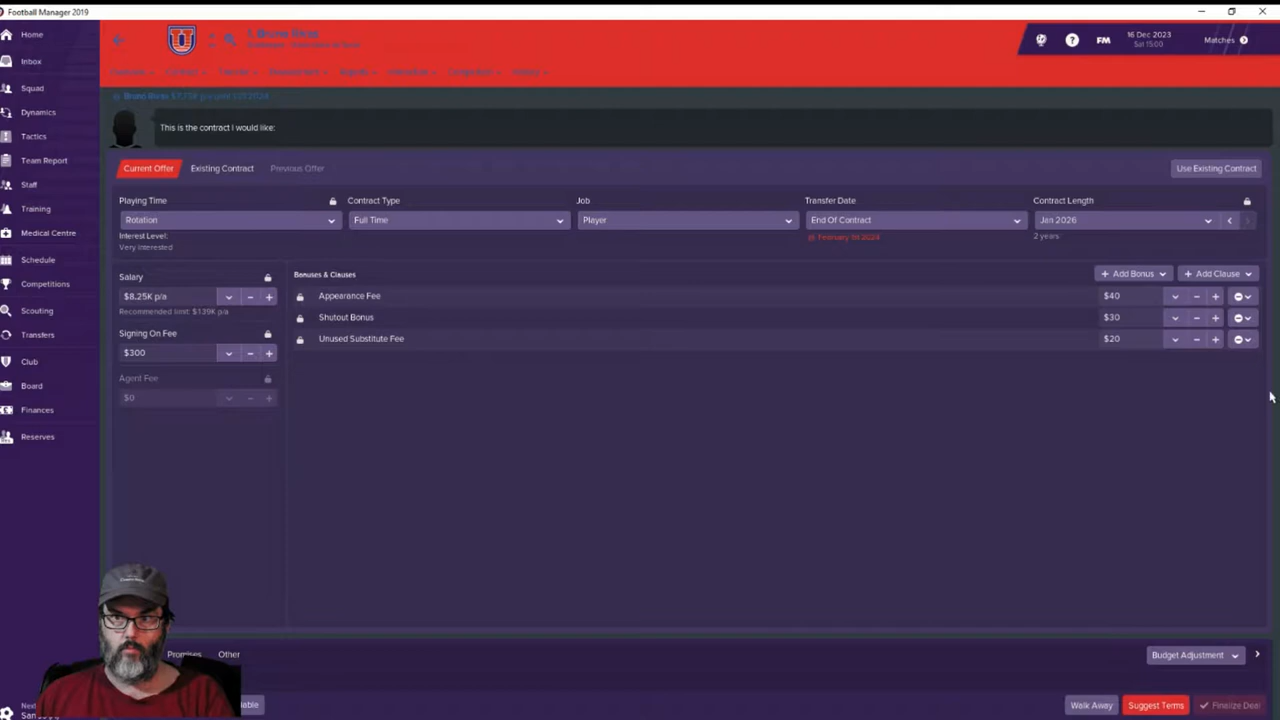 Football Manager 2019
Home
Inbox
Squad
Dynamics
Tactics
Team Report
Staff
Training
Medical Centre
Schedule
Competitions
Scouting
Transfers
Club
Board
Finances
Reserves
16 Dec 2023
Sat 15:00
FM
?
Matches
This is the contract I would like:
Current Offer
Existing Contract
Previous Offer
Use Existing Contract
Playing Time
Contract Type
Job
Transfer Date
Contract Length
Rotation
Full Time
Player
End Of Contract
Jan 2026
Interest Level:
Very Interested
February 1st 2024
2 years
Salary
$8.25K p/a
Recommended limit: $139K p/a
Signing On Fee
$300
Agent Fee
$0
Bonuses & Clauses
Add Bonus
Add Clause
Appearance Fee
$40
Shutout Bonus
$30
Unused Substitute Fee
$20
Promises
Other
Budget Adjustment
Walk Away
Suggest Terms
Finalize Deal